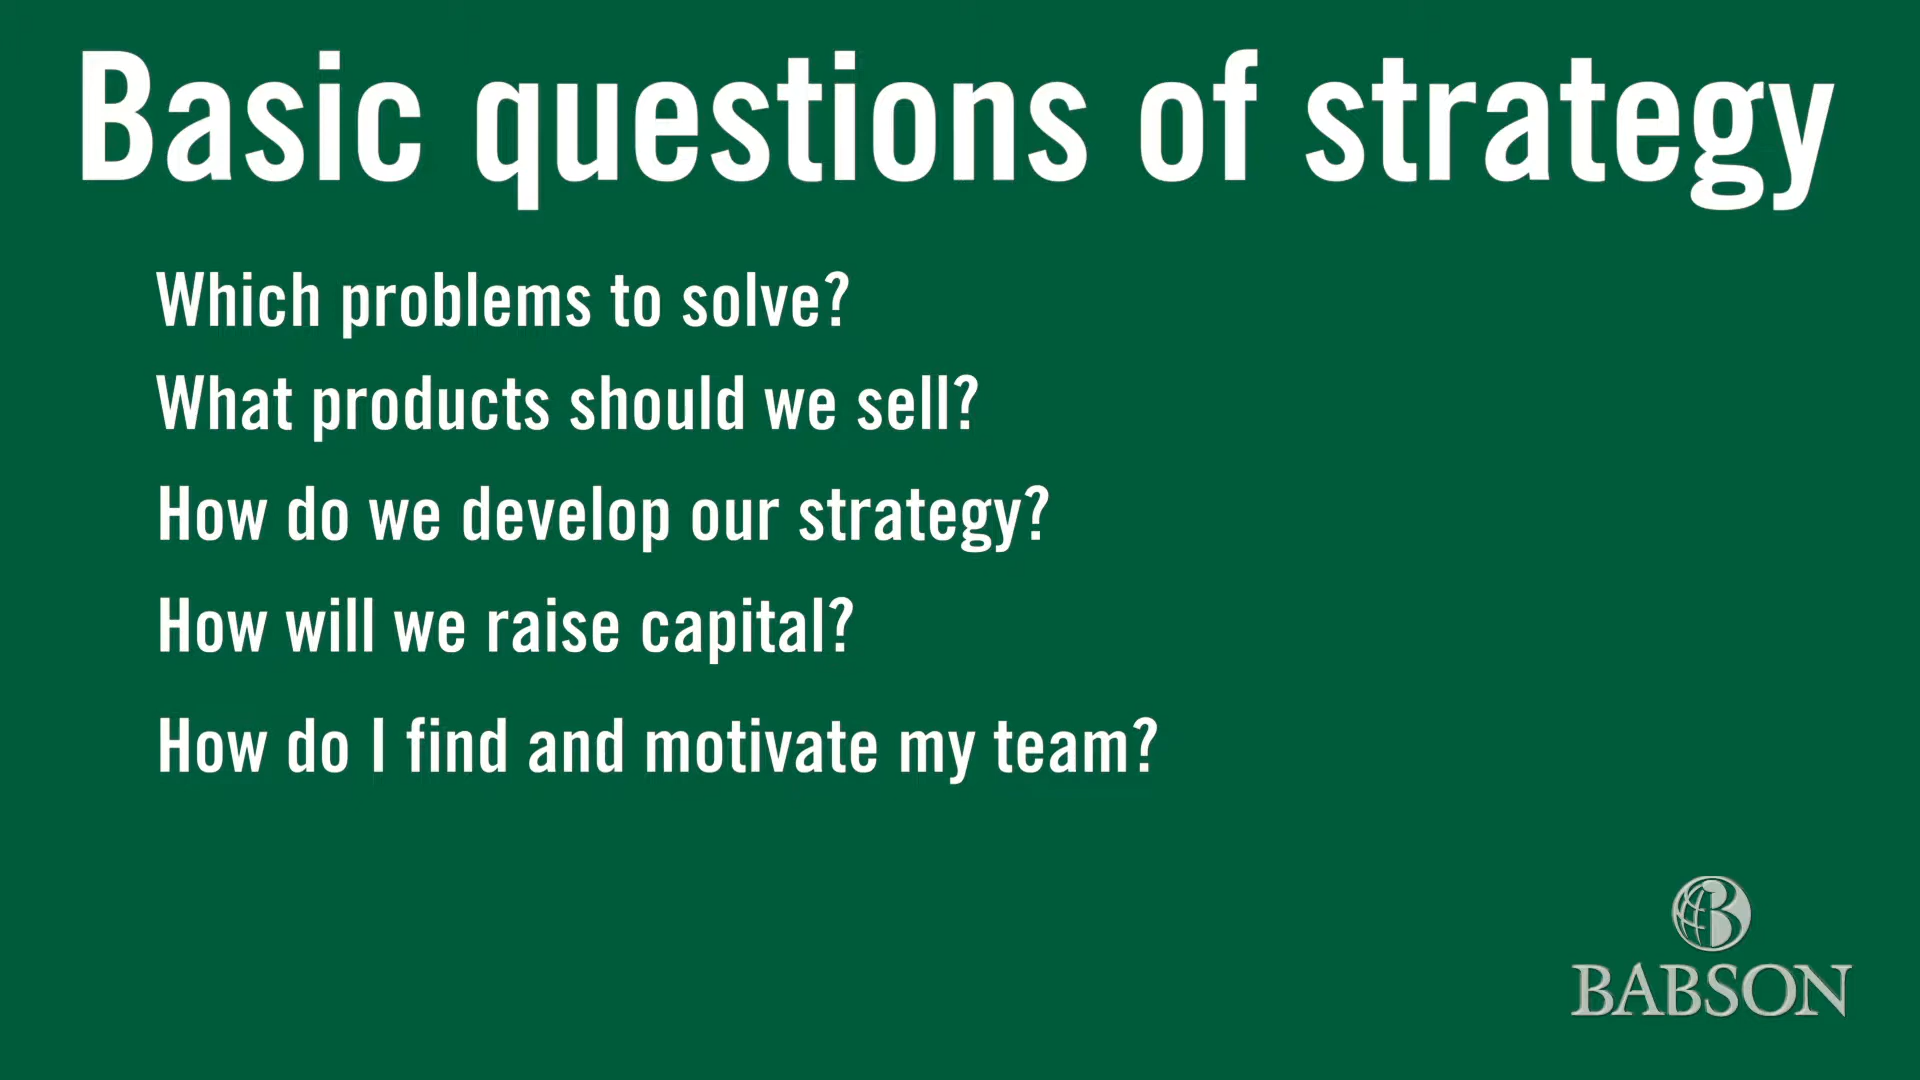 Basic questions of strategy
Which problems to solve?
What products should we sell?
How do we develop our strategy?
How will we raise capital?
How do I find and motivate my team?
B
BABSON